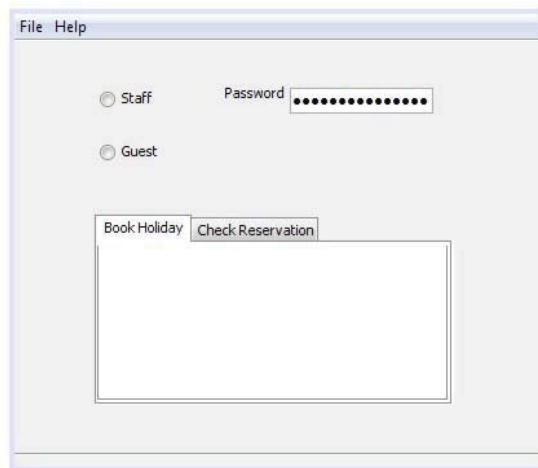 File Help
Staff Password •••••••••••••••
Guest
Book Holiday Check Reservation